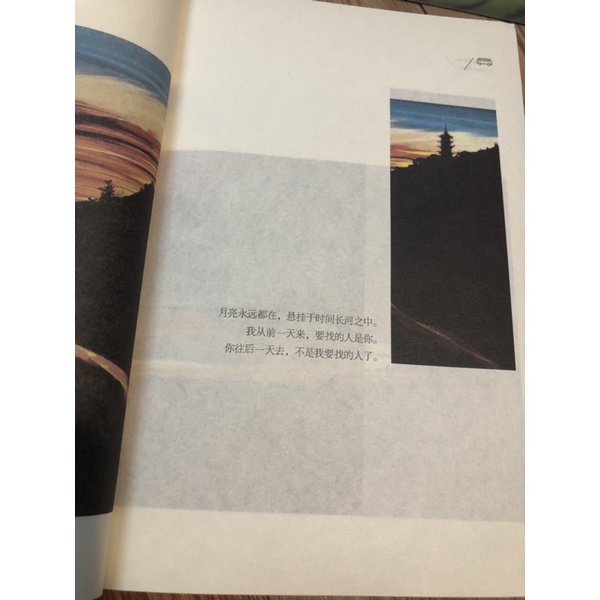 月亮永远都在，悬挂于时间长河之中。
我从前一天来，要找的人是你。
你往后一天去，不是我要找的人了。